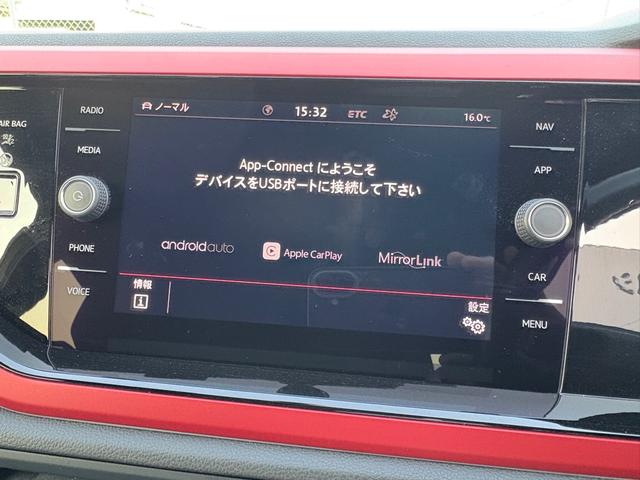 AIR BAG
RADIO
MEDIA
PHONE
VOICE
ノーマル
15:32
ETC
16.0℃
App-Connect にようこそ
デバイスをUSBポートに接続して下さい
androidauto
Apple CarPlay
MirrorLink
情報
設定
NAV
APP
CAR
MENU